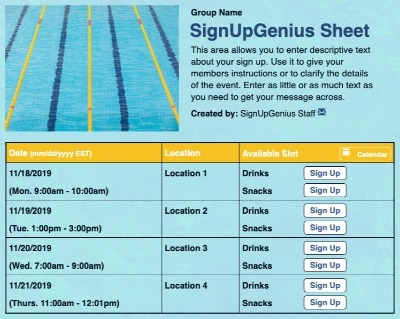 Group Name
SignUpGenius Sheet
This area allows you to enter descriptive text
about your sign up. Use it to give your
members instructions or to clarify the details
of the event. Enter as little or as much text as
you need to get your message across.
Created by: SignUpGenius Staff
Date (mm/dd/yyyy EST) Location Available Slot Calendar
11/18/2019 Location 1 Drinks Sign Up
(Mon. 9:00am - 10:00am) Snacks Sign Up
11/19/2019 Location 2 Drinks Sign Up
(Tue. 1:00pm - 3:00pm) Snacks Sign Up
11/20/2019 Location 3 Drinks Sign Up
(Wed. 7:00am - 9:00am) Snacks Sign Up
11/21/2019 Location 4 Drinks Sign Up
(Thurs. 11:00am - 12:01pm) Snacks Sign Up